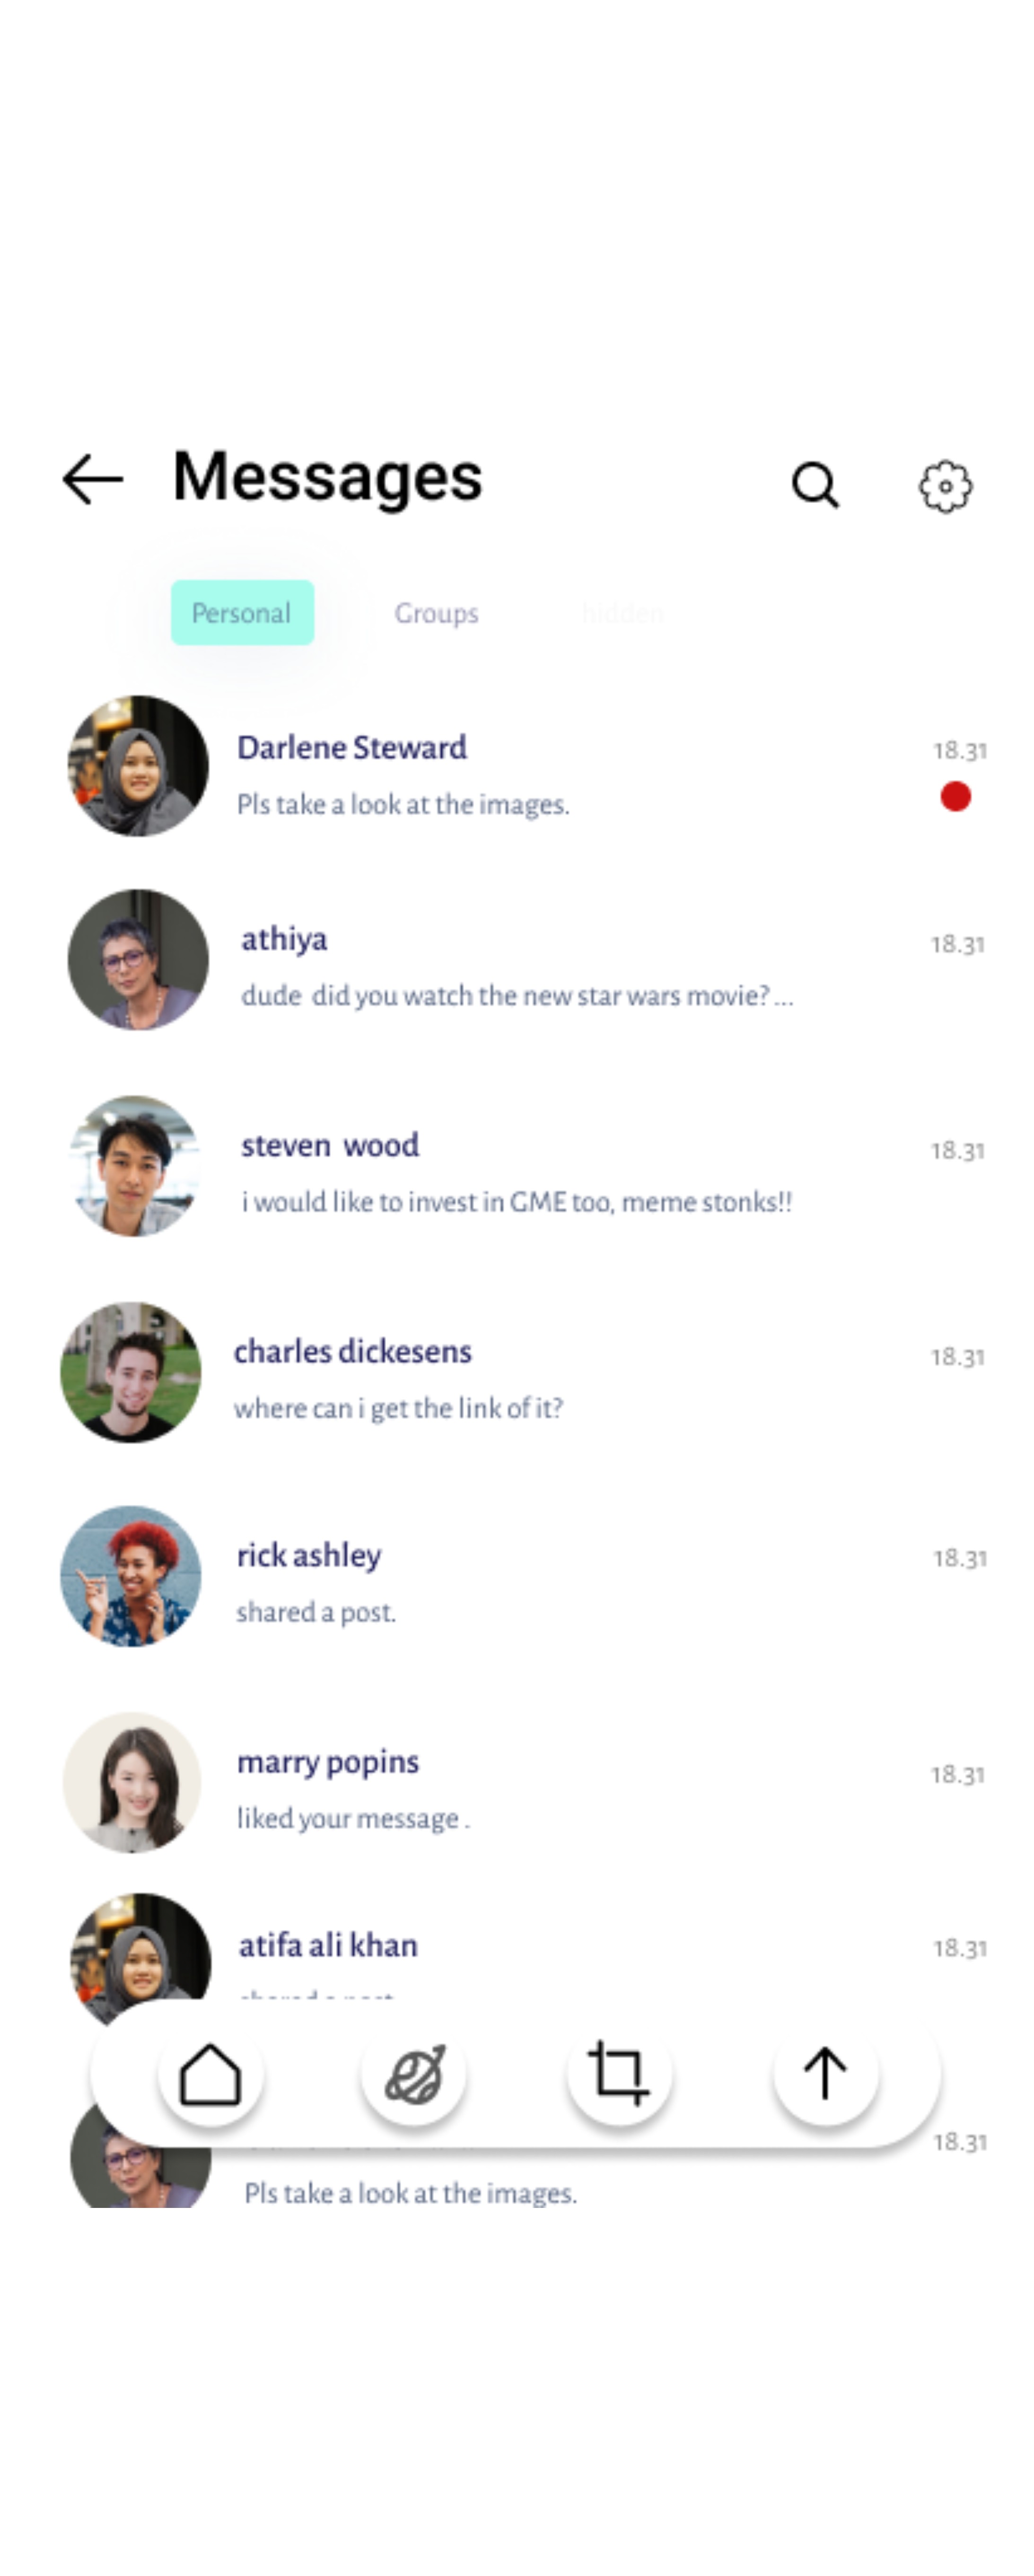 Messages
Personal Groups hidden
Darlene Steward 18.31
Pls take a look at the images.
athiya 18.31
dude did you watch the new star wars movie? ...
steven wood 18.31
i would like to invest in GME too, meme stonks!!
charles dickesens 18.31
where can i get the link of it?
rick ashley 18.31
shared a post.
marry popins 18.31
liked your message .
atifa ali khan 18.31
18.31
Pls take a look at the images.